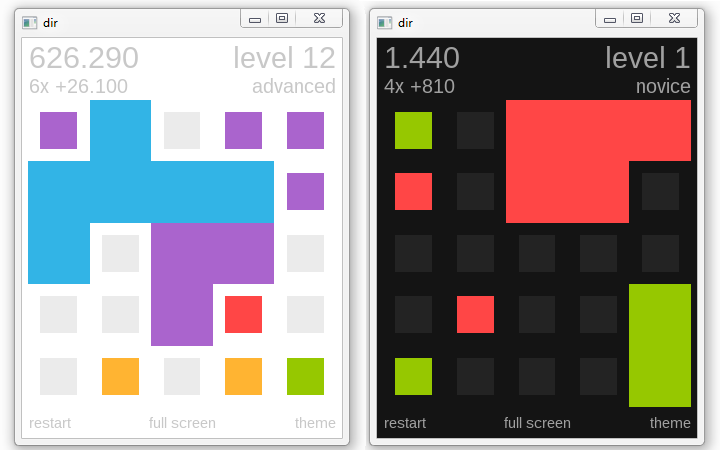 dir
626.290 level 12
6x +26.100 advanced
restart full screen theme
dir
1.440 level 1
4x +810 novice
restart full screen theme